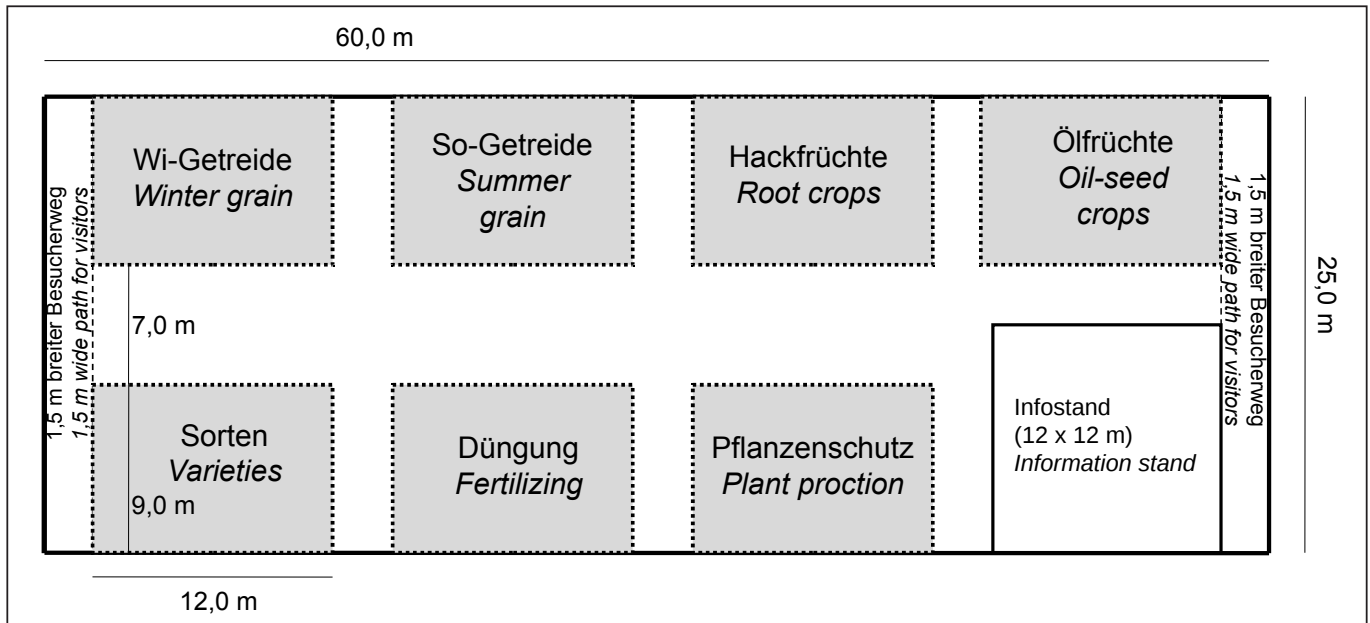 60,0 m
Wi-Getreide
Winter grain
So-Getreide
Summer
grain
Hackfrüchte
Root crops
Ölfrüchte
Oil-seed
crops
1,5 m breiter Besucherweg
1,5 m wide path for visitors
1,5 m breiter Besucherweg
1,5 m wide path for visitors
25,0 m
7,0 m
Sorten
Varieties
9,0 m
Düngung
Fertilizing
Pflanzenschutz
Plant proction
Infostand
(12 x 12 m)
Information stand
12,0 m